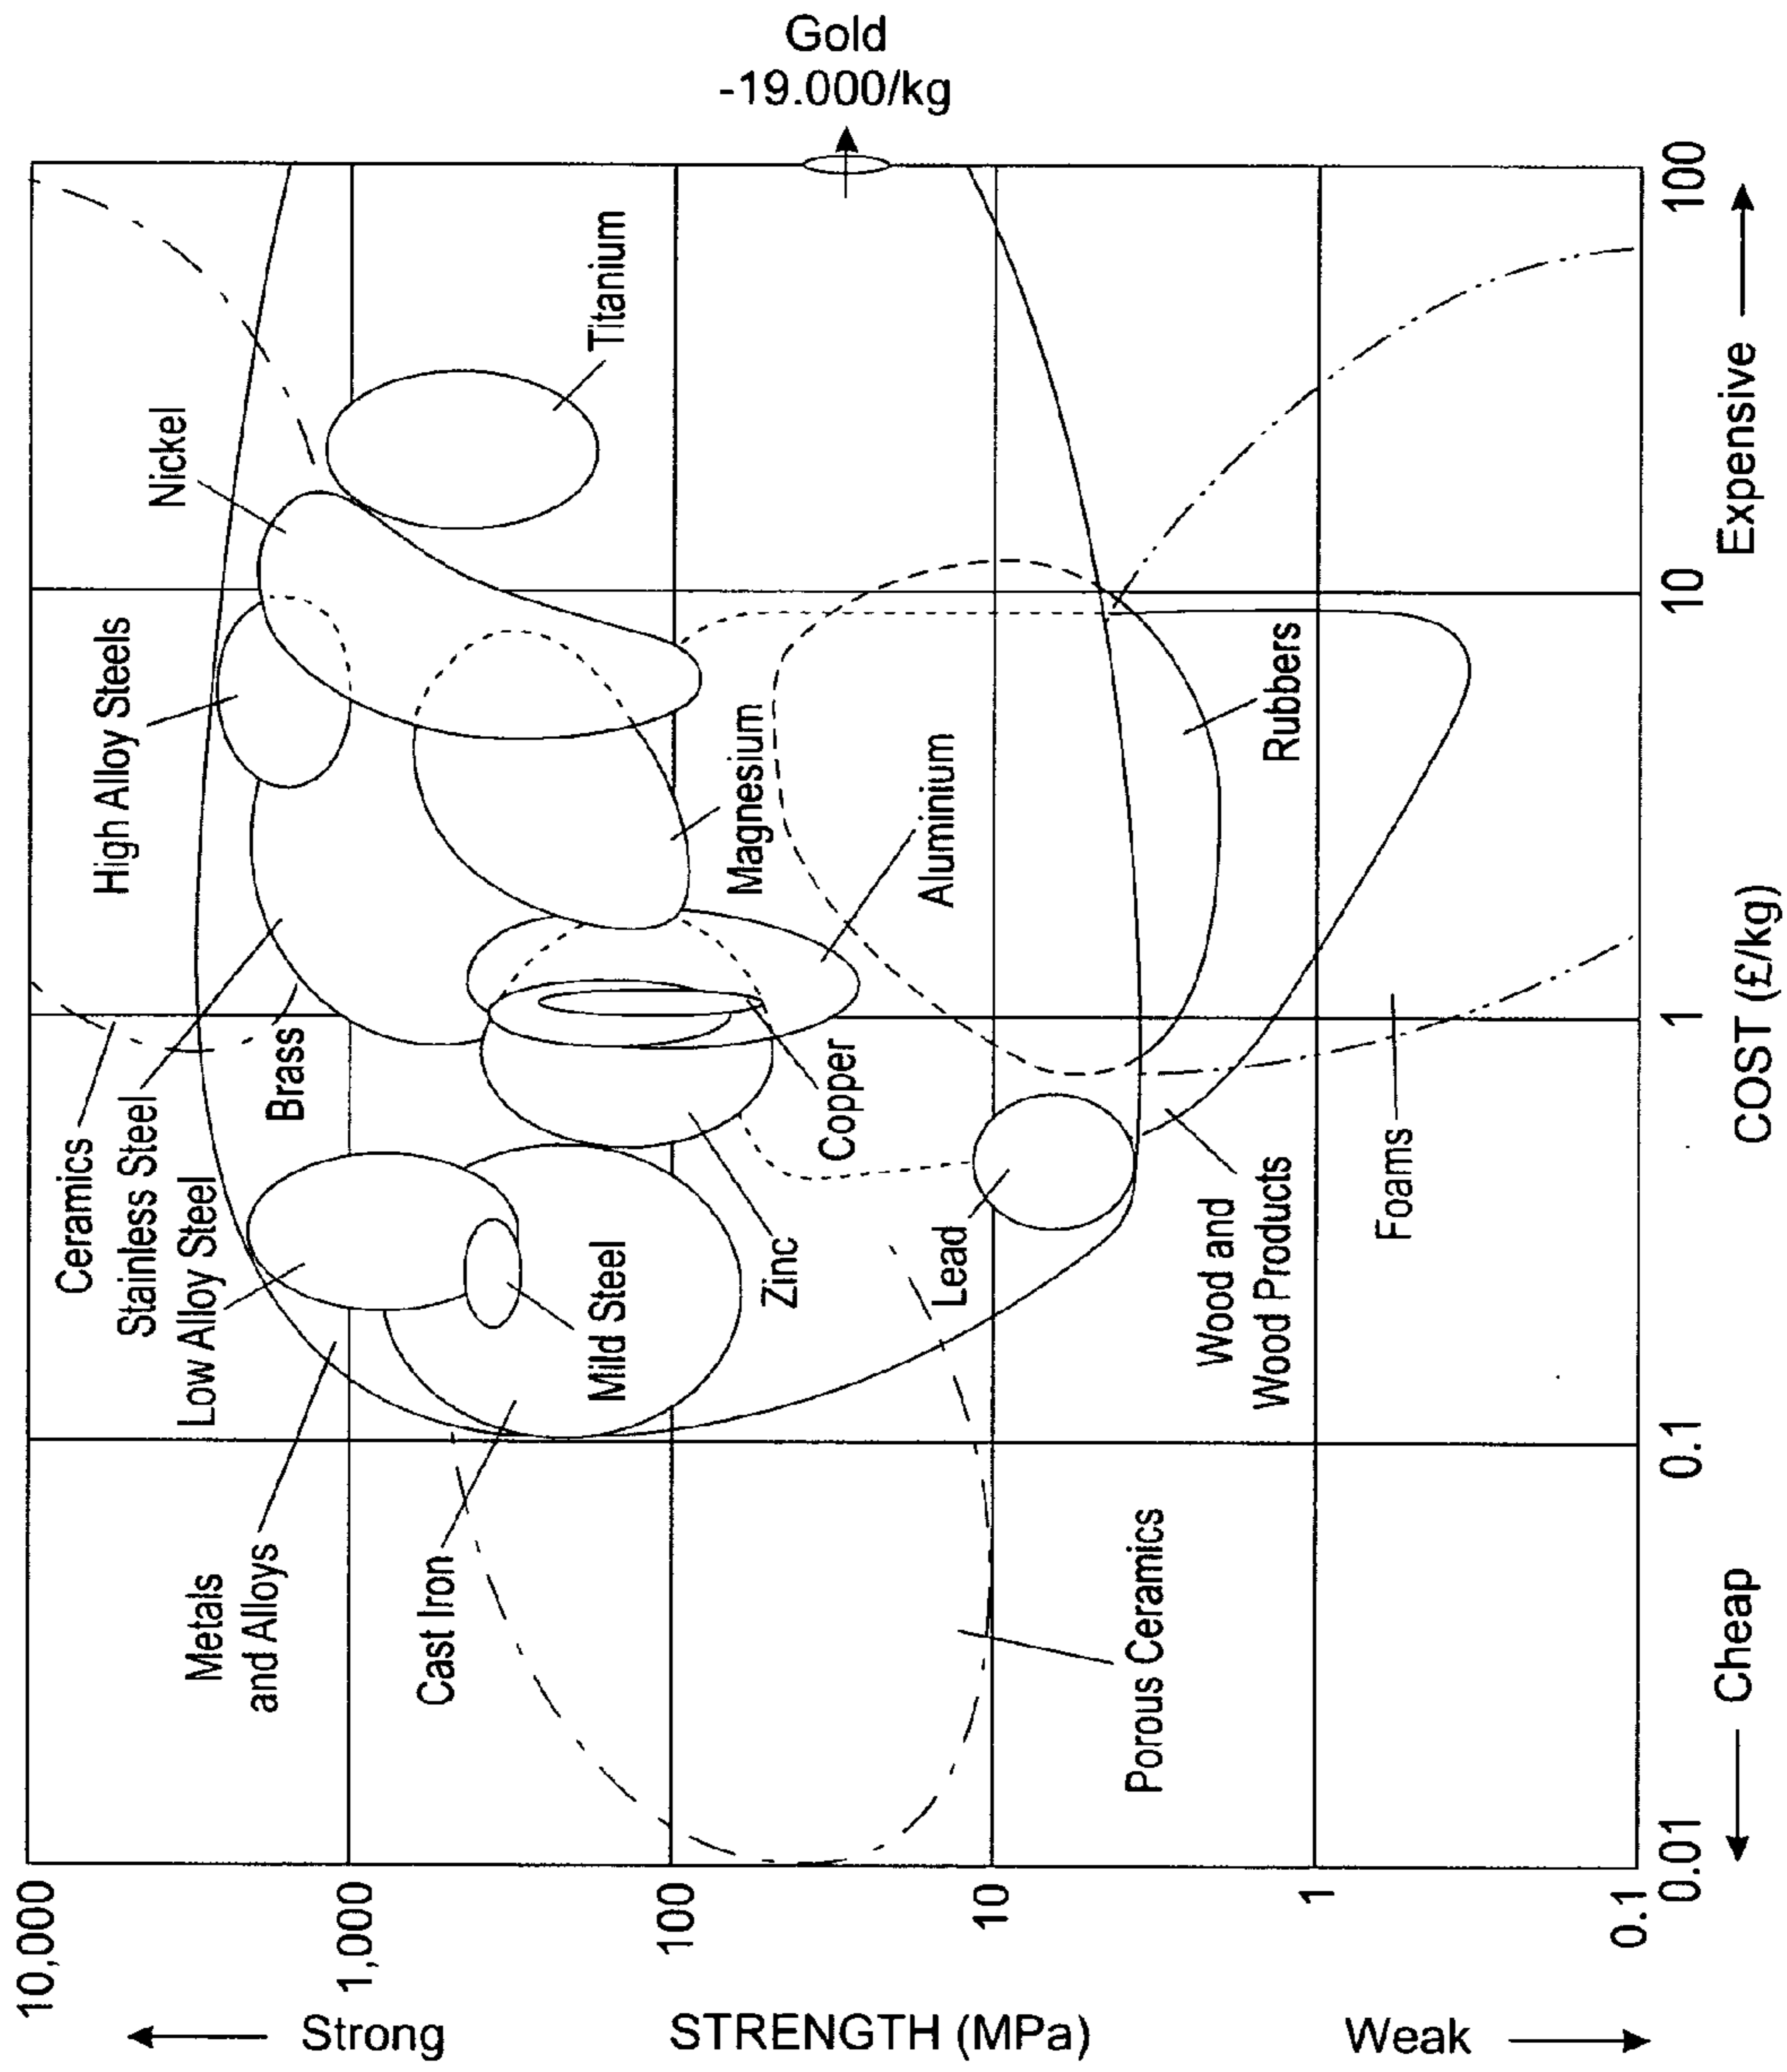 Gold
-19.000/kg
Titanium
Nickel
High Alloy Steels
Magnesium
Aluminium
Rubbers
Ceramics
Stainless Steel
Low Alloy Steel
Brass
Copper
Zinc
Mild Steel
Lead
Wood and
Wood Products
Foams
Metals
and Alloys
Cast Iron
Porous Ceramics
10,000
1,000
100
10
1
0.1
Strong
STRENGTH (MPa)
Weak
0.01
0.1
1
10
100
Cheap
COST (£/kg)
Expensive